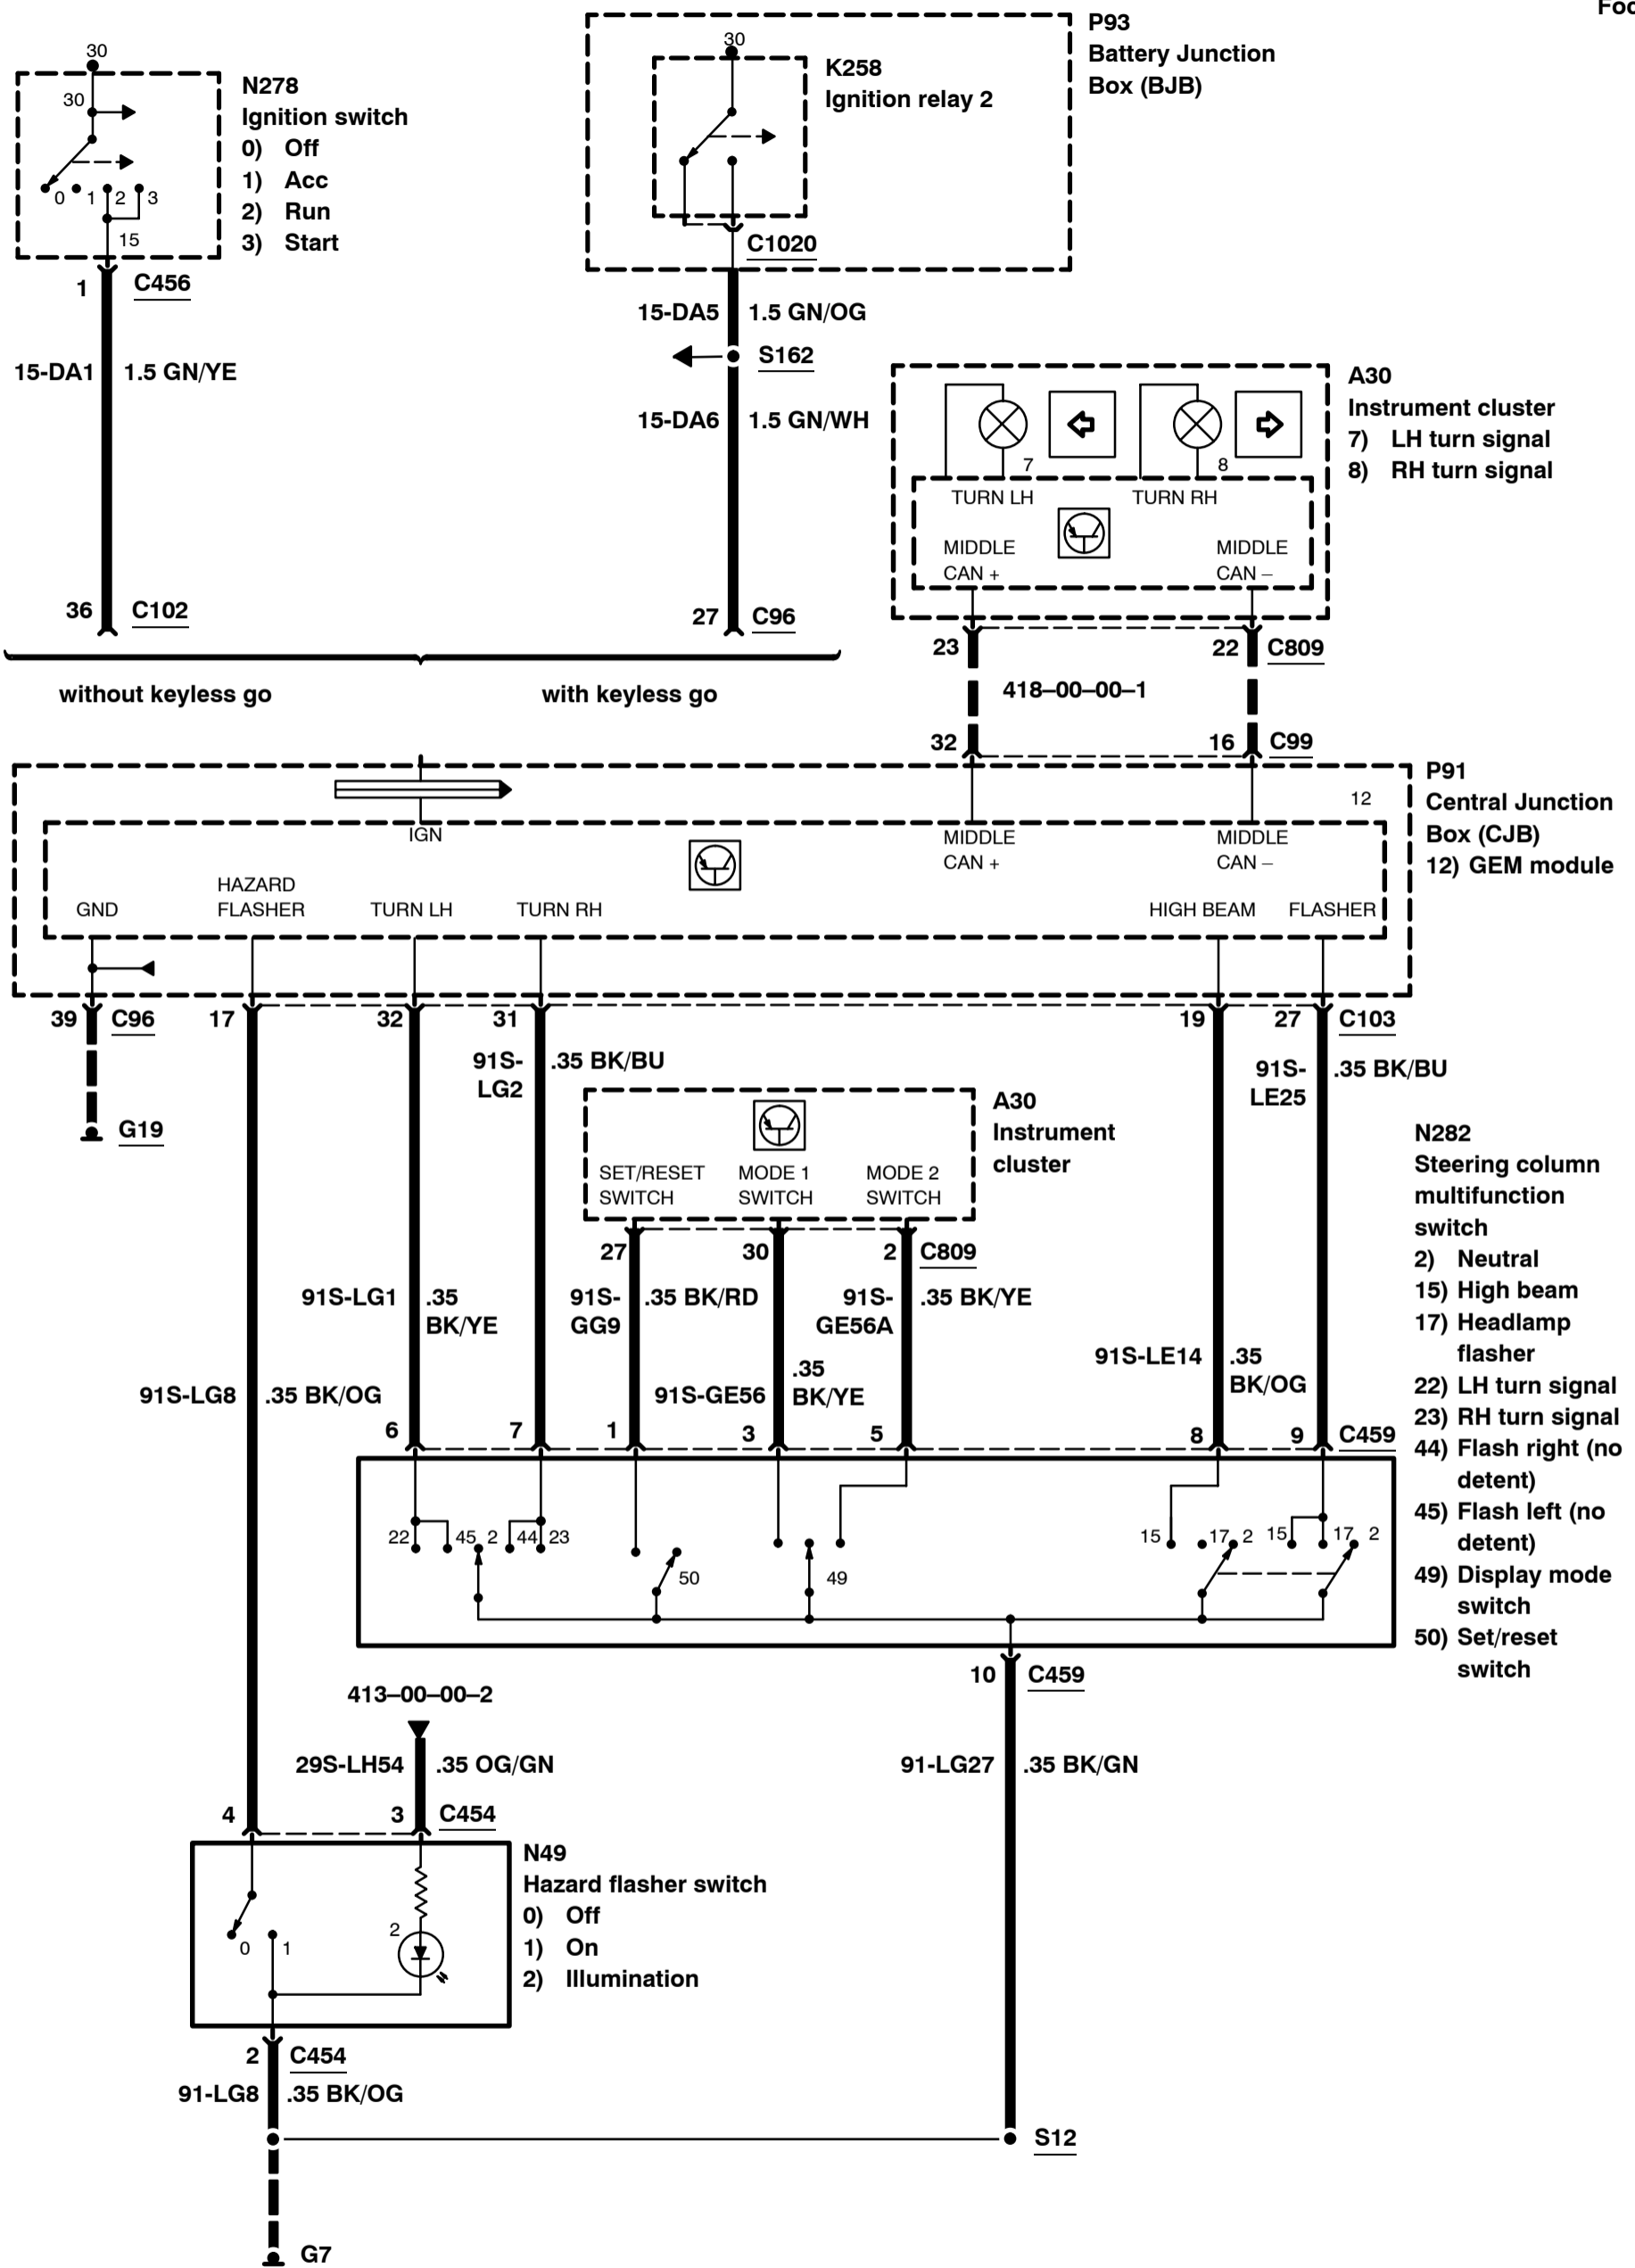 Foc
30
30
0 1 2 3
15
N278
Ignition switch
0) Off
1) Acc
2) Run
3) Start
1 C456
15-DA1 1.5 GN/YE
36 C102
30
K258
Ignition relay 2
P93
Battery Junction
Box (BJB)
C1020
15-DA5 1.5 GN/OG
S162
15-DA6 1.5 GN/WH
27 C96
without keyless go
with keyless go
A30
Instrument cluster
7) LH turn signal
8) RH turn signal
7 8
TURN LH TURN RH
MIDDLE
CAN +
MIDDLE
CAN –
23 22 C809
418–00–00–1
32 16 C99
P91
Central Junction
Box (CJB)
12) GEM module
12
IGN
MIDDLE
CAN +
MIDDLE
CAN –
GND
HAZARD
FLASHER
TURN LH
TURN RH
HIGH BEAM
FLASHER
39 C96 17 32 31 19 27 C103
91S-
LG2
.35 BK/BU
91S-
LE25
.35 BK/BU
G19
A30
Instrument
cluster
SET/RESET
SWITCH
MODE 1
SWITCH
MODE 2
SWITCH
27 30 2 C809
91S-LG1
.35
BK/YE
91S-
GG9
.35 BK/RD
91S-
GE56A
.35 BK/YE
91S-GE56
.35
BK/YE
91S-LE14
.35
BK/OG
91S-LG8 .35 BK/OG
6 7 1 3 5 8 9 C459
22 45 2 44 23
50
49
15 17 2 15 17 2
N282
Steering column
multifunction
switch
2) Neutral
15) High beam
17) Headlamp
flasher
22) LH turn signal
23) RH turn signal
44) Flash right (no
detent)
45) Flash left (no
detent)
49) Display mode
switch
50) Set/reset
switch
10 C459
91-LG27 .35 BK/GN
413–00–00–2
29S-LH54 .35 OG/GN
4 3 C454
N49
Hazard flasher switch
0) Off
1) On
2) Illumination
0 1
2
2 C454
91-LG8 .35 BK/OG
S12
G7